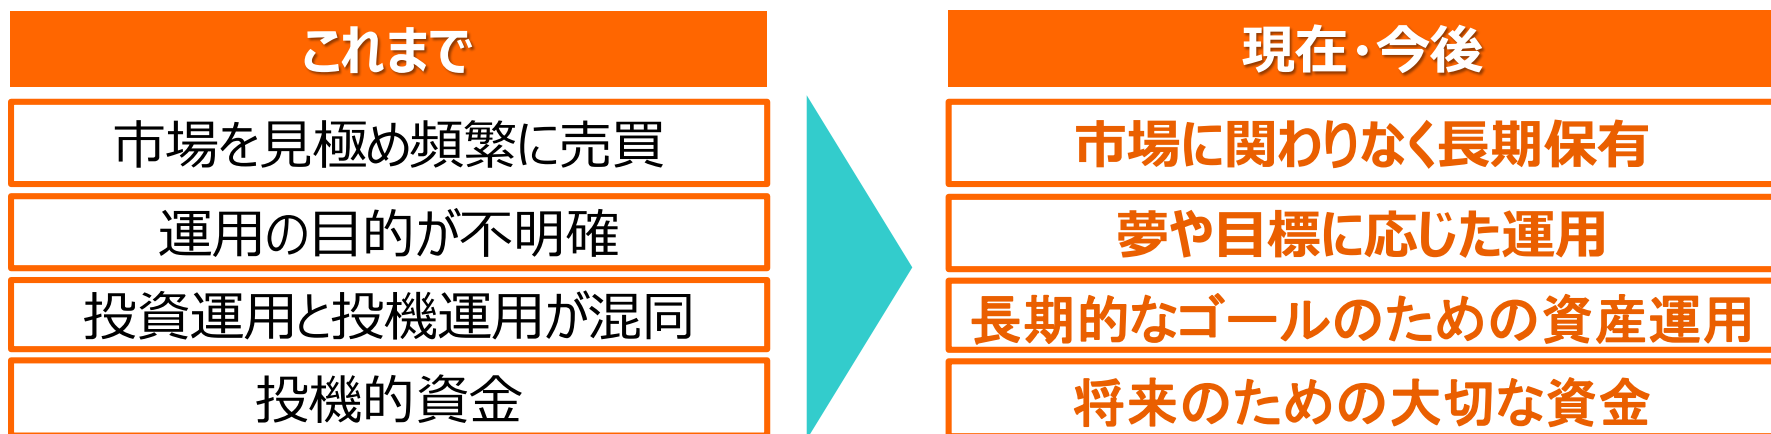 これまで
市場を見極め頻繁に売買
運用の目的が不明確
投資運用と投機運用が混同
投機的資金
現在・今後
市場に関わりなく長期保有
夢や目標に応じた運用
長期的なゴールのための資産運用
将来のための大切な資金